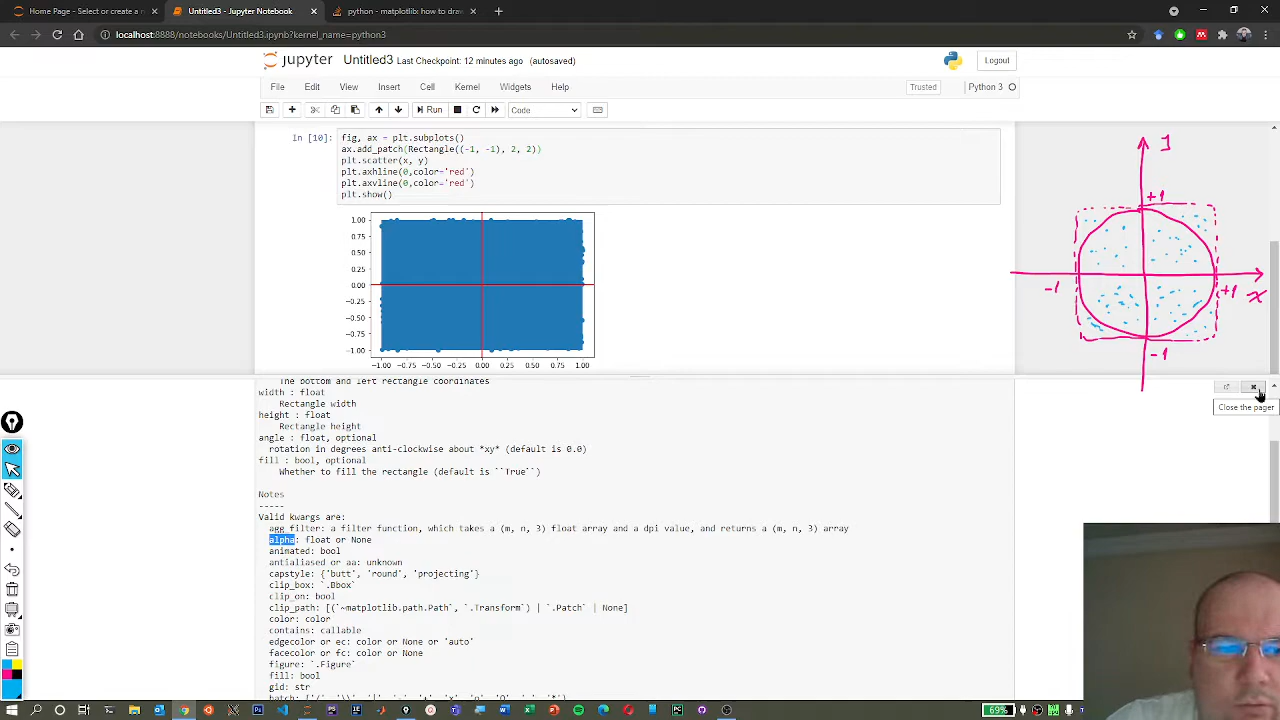 Home Page - Select or create a n
Untitled3 - Jupyter Notebook
python - matplotlib: how to draw
localhost:8888/notebooks/Untitled3.ipynb?kernel_name=python3
jupyter Untitled3 Last Checkpoint: 12 minutes ago (autosaved)
Logout
File Edit View Insert Cell Kernel Widgets Help
Trusted
Python 3
Run
Code
In [10]:
fig, ax = plt.subplots()
ax.add_patch(Rectangle((-1, -1), 2, 2))
plt.scatter(x, y)
plt.axhline(0,color='red')
plt.axvline(0,color='red')
plt.show()
1.00
0.75
0.50
0.25
0.00
−0.25
−0.50
−0.75
−1.00
−1.00 −0.75 −0.50 −0.25 0.00 0.25 0.50 0.75 1.00
+1
-1
+1
x
-1
Close the pager
The bottom and left rectangle coordinates
width : float
Rectangle width
height : float
Rectangle height
angle : float, optional
rotation in degrees anti-clockwise about *xy* (default is 0.0)
fill : bool, optional
Whether to fill the rectangle (default is ``True``)
Notes
-----
Valid kwargs are:
agg_filter: a filter function, which takes a (m, n, 3) float array and a dpi value, and returns a (m, n, 3) array
alpha: float or None
animated: bool
antialiased or aa: unknown
capstyle: {'butt', 'round', 'projecting'}
clip_box: `.Bbox`
clip_on: bool
clip_path: [(`~matplotlib.path.Path`, `.Transform`) | `.Patch` | None]
color: color
contains: callable
edgecolor or ec: color or None or 'auto'
facecolor or fc: color or None
figure: `.Figure`
fill: bool
gid: str
69%